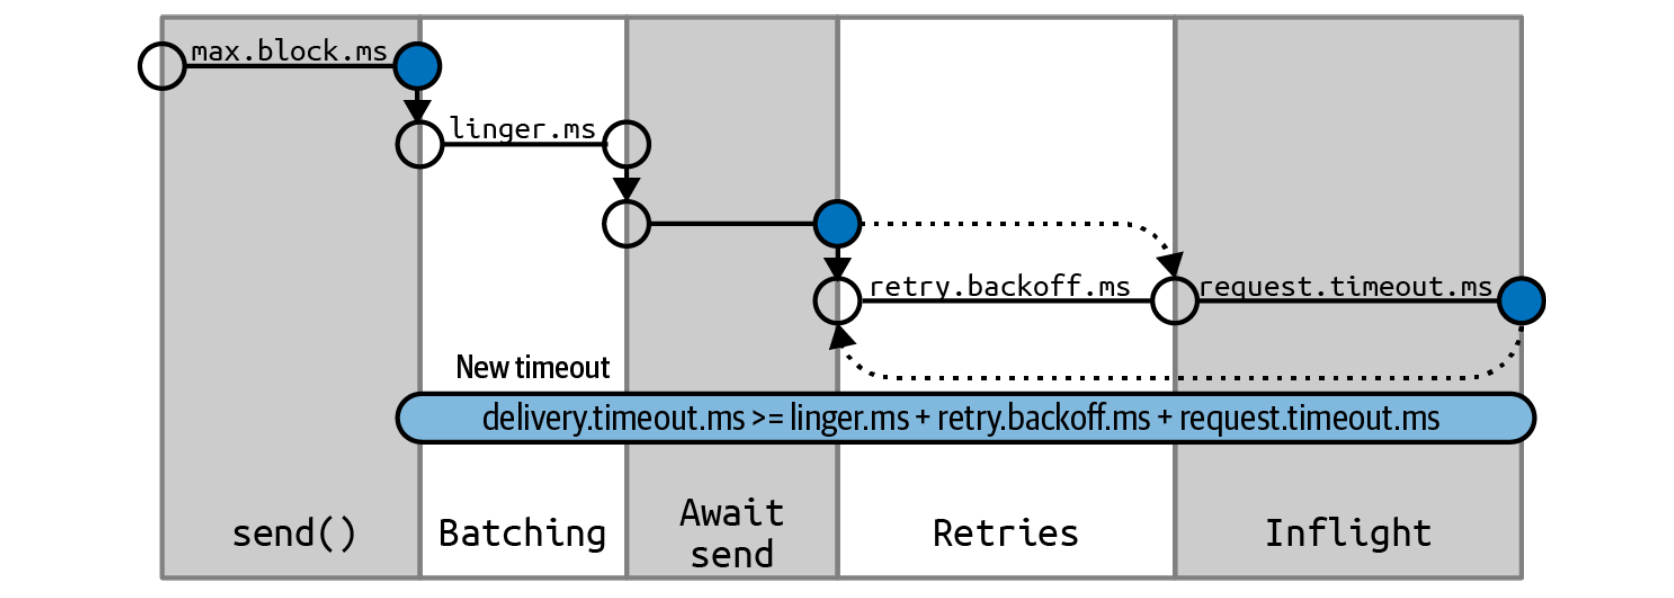 max.block.ms
linger.ms
retry.backoff.ms
request.timeout.ms
New timeout
delivery.timeout.ms >= linger.ms + retry.backoff.ms + request.timeout.ms
send()
Batching
Await
send
Retries
Inflight